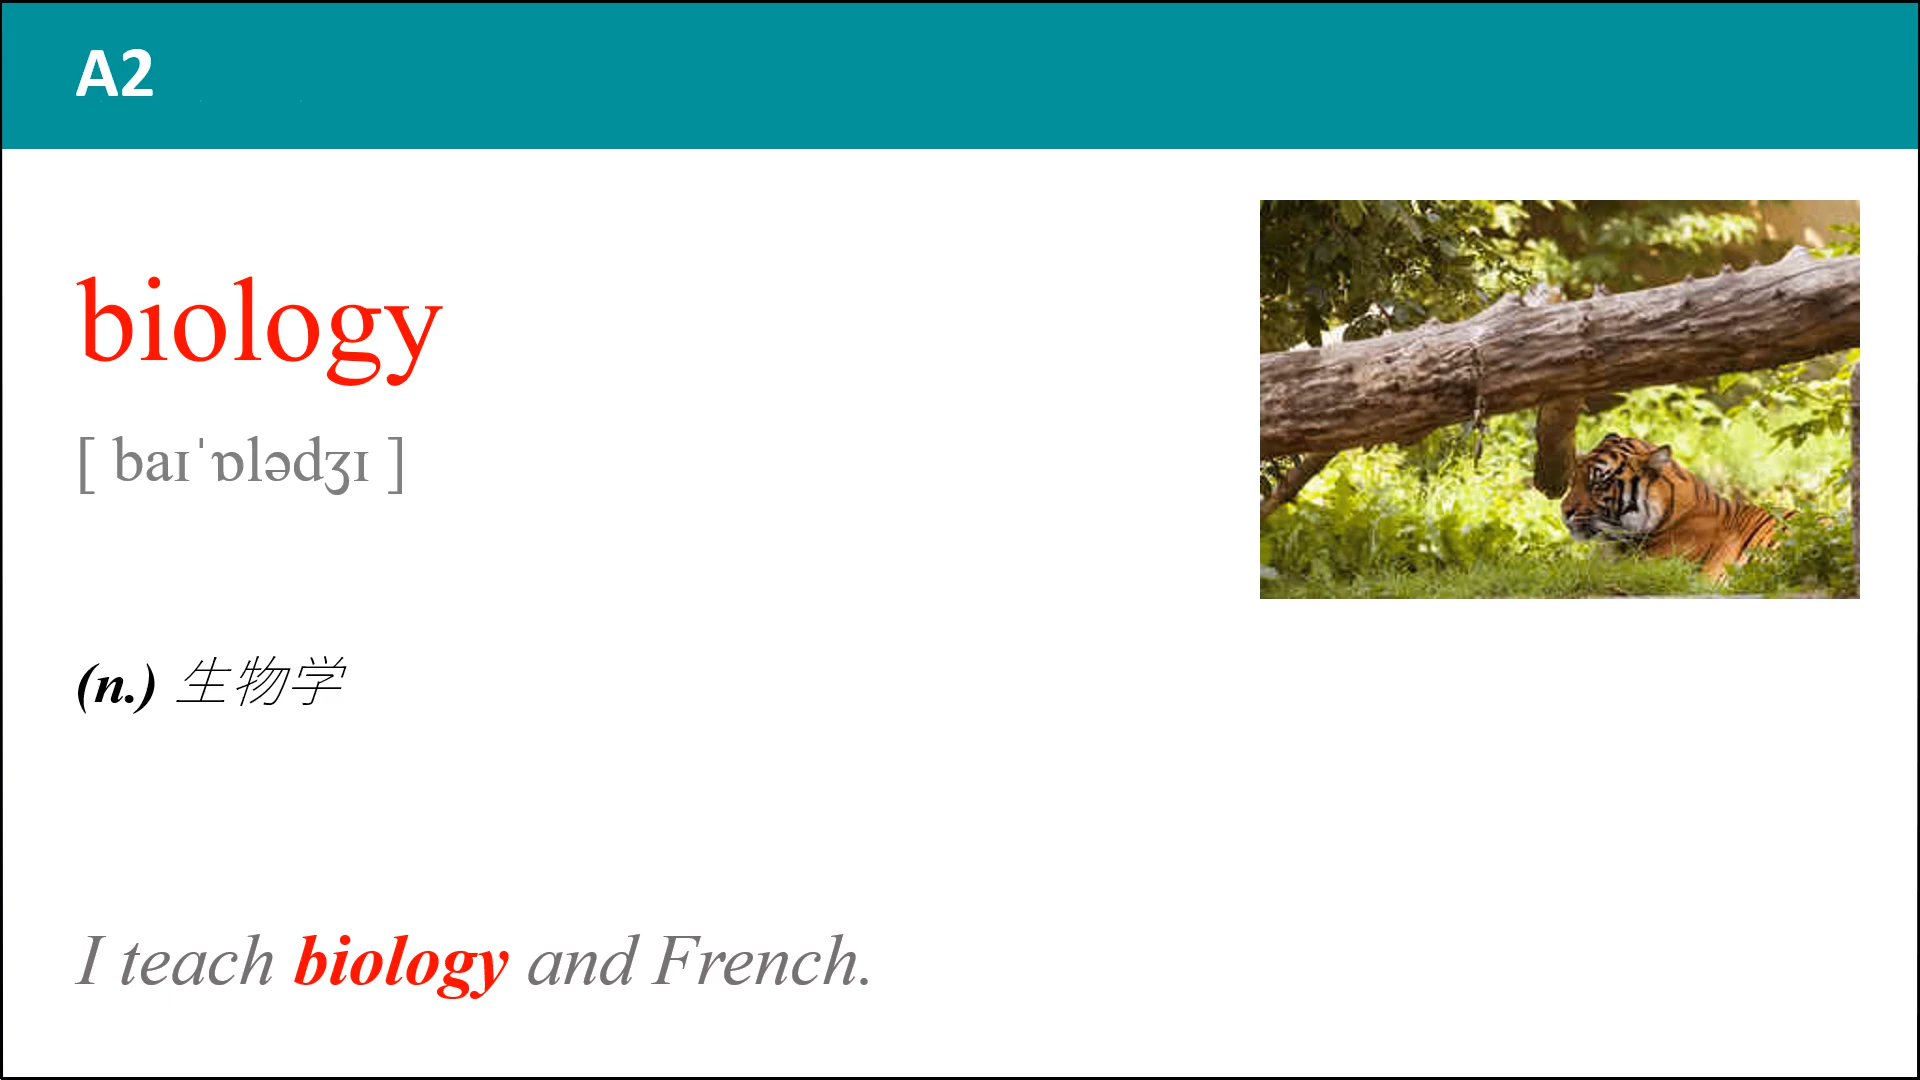 A2
biology
[ baɪˈɒlədʒɪ ]
(n.) 生物学
I teach biology and French.